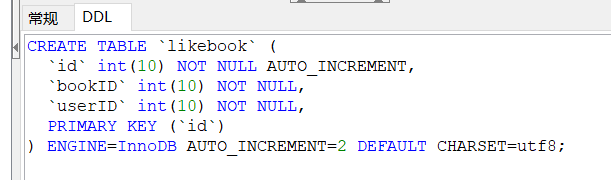 常规 DDL
CREATE TABLE `likebook` (
  `id` int(10) NOT NULL AUTO_INCREMENT,
  `bookID` int(10) NOT NULL,
  `userID` int(10) NOT NULL,
  PRIMARY KEY (`id`)
) ENGINE=InnoDB AUTO_INCREMENT=2 DEFAULT CHARSET=utf8;